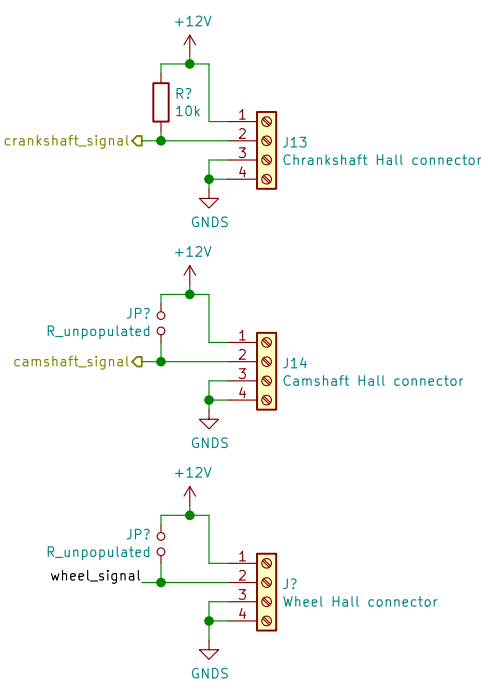 +12V
R?
10k
crankshaft_signal
1
2
3
4
J13
Chrankshaft Hall connector
GNDS
+12V
JP?
R_unpopulated
camshaft_signal
1
2
3
4
J14
Camshaft Hall connector
GNDS
+12V
JP?
R_unpopulated
wheel_signal
1
2
3
4
J?
Wheel Hall connector
GNDS